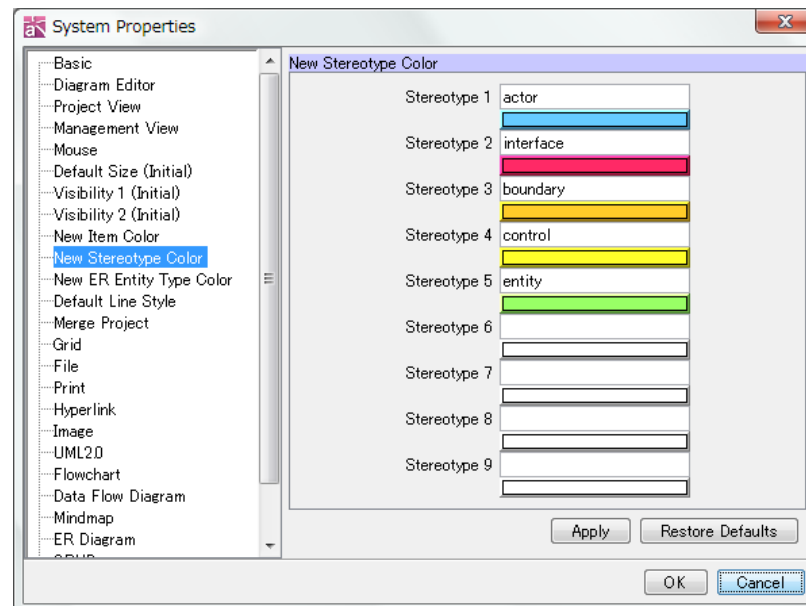 System Properties
Basic
Diagram Editor
Project View
Management View
Mouse
Default Size (Initial)
Visibility 1 (Initial)
Visibility 2 (Initial)
New Item Color
New Stereotype Color
New ER Entity Type Color
Default Line Style
Merge Project
Grid
File
Print
Hyperlink
Image
UML2.0
Flowchart
Data Flow Diagram
Mindmap
ER Diagram
New Stereotype Color
Stereotype 1 actor
Stereotype 2 interface
Stereotype 3 boundary
Stereotype 4 control
Stereotype 5 entity
Stereotype 6
Stereotype 7
Stereotype 8
Stereotype 9
Apply Restore Defaults
OK Cancel